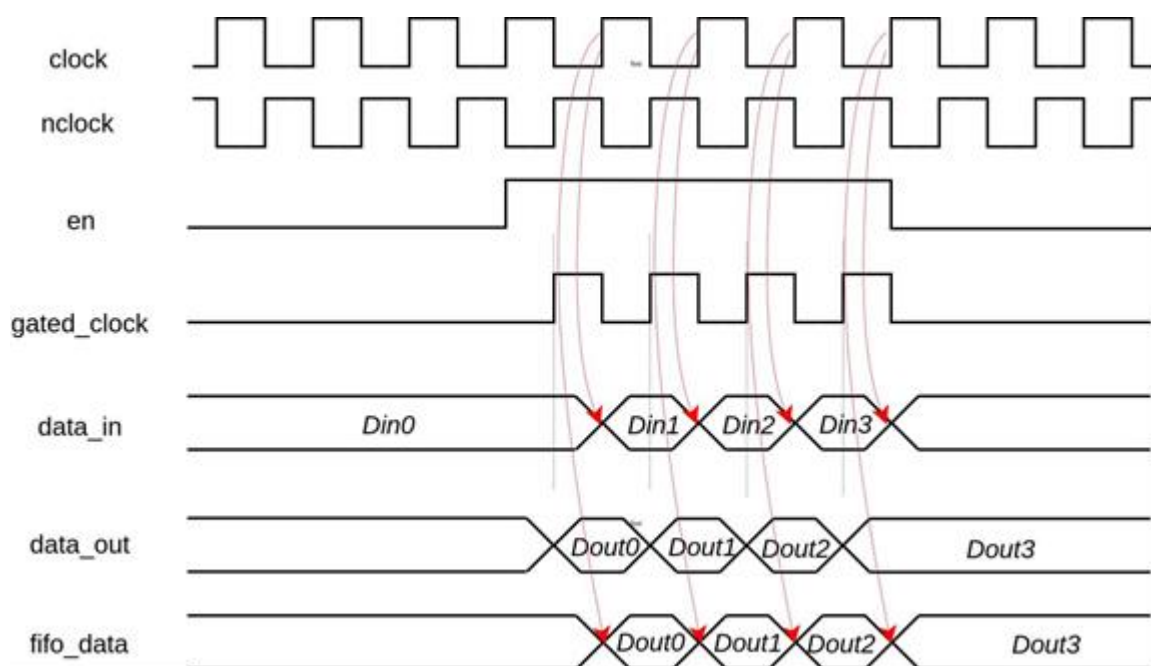 clock
nclock
en
gated_clock
data_in Din0 Din1 Din2 Din3
data_out Dout0 Dout1 Dout2 Dout3
fifo_data Dout0 Dout1 Dout2 Dout3